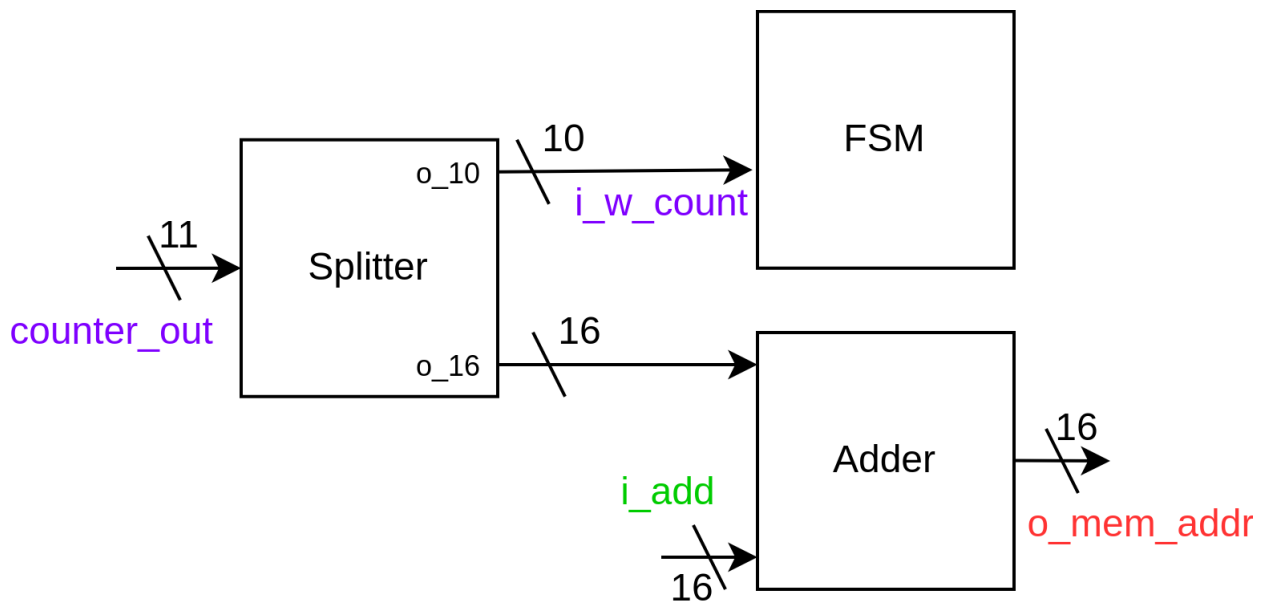 FSM
10
o_10
i_w_count
11
Splitter
counter_out
16
o_16
Adder
16
i_add
o_mem_addr
16